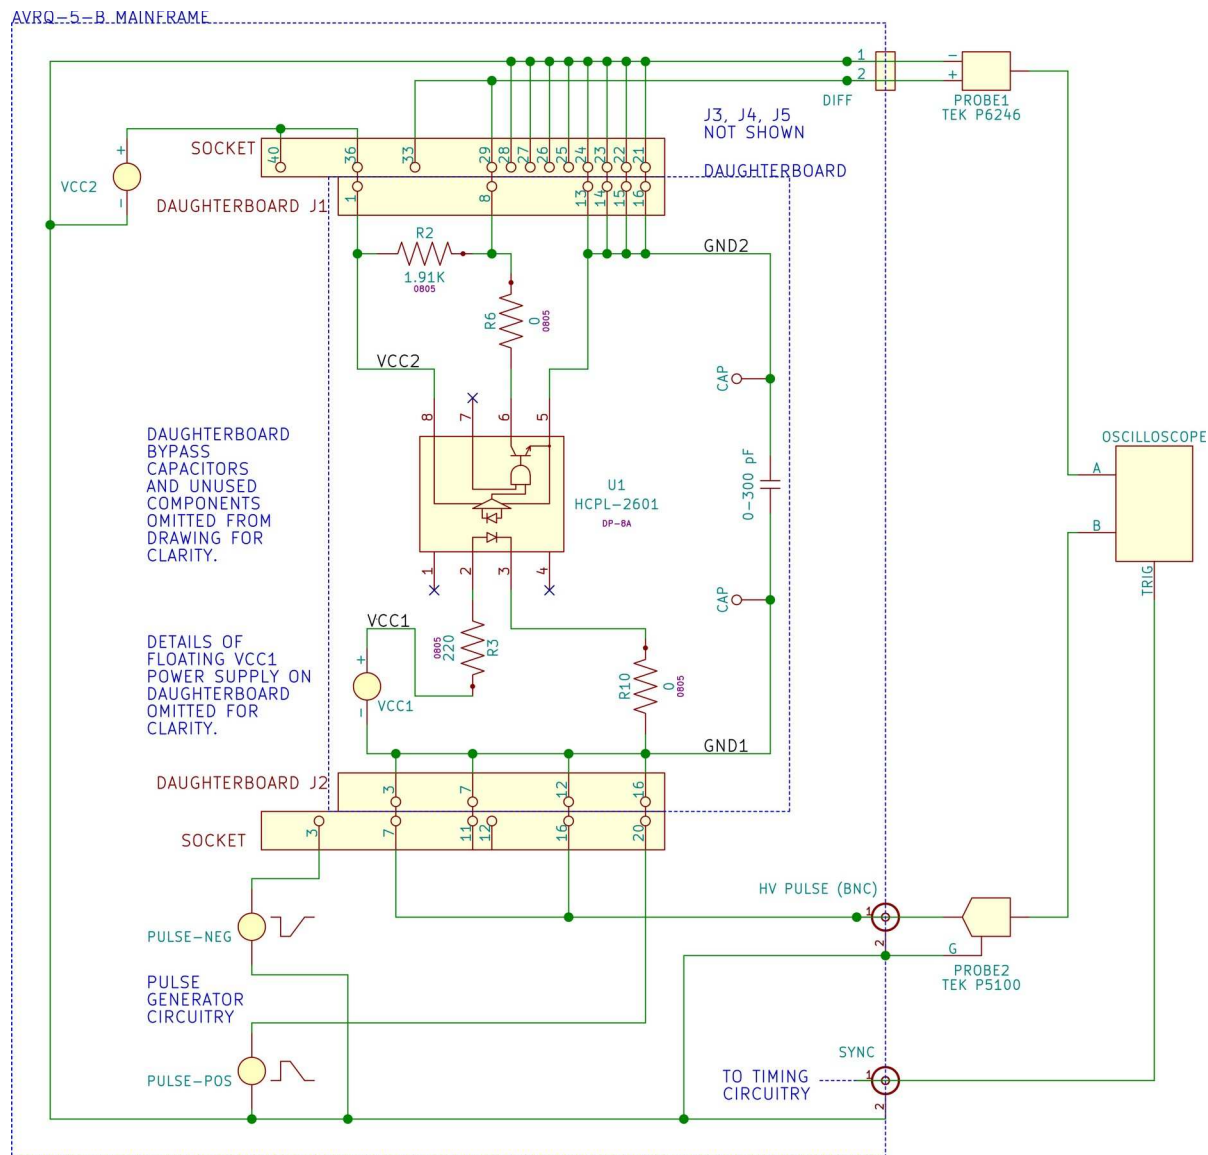 AVRQ-5-B MAINFRAME
1
2
DIFF
-
+
PROBE1
TEK P6246
J3, J4, J5
NOT SHOWN
SOCKET
40
36
33
29
28
27
26
25
24
23
22
21
DAUGHTERBOARD
+
VCC2
-
DAUGHTERBOARD J1
1
8
13
14
15
16
R2
1.91K
0805
GND2
R6
0
0805
VCC2
CAP
8
7
6
5
DAUGHTERBOARD
BYPASS
CAPACITORS
AND UNUSED
COMPONENTS
OMITTED FROM
DRAWING FOR
CLARITY.
U1
HCPL-2601
DP-8A
0-300 pF
OSCILLOSCOPE
A
B
TRIG
1
2
3
4
CAP
VCC1
0805
220
R3
DETAILS OF
FLOATING VCC1
POWER SUPPLY ON
DAUGHTERBOARD
OMITTED FOR
CLARITY.
+
VCC1
-
R10
0
0805
GND1
DAUGHTERBOARD J2
3
7
12
16
SOCKET
3
7
11
12
16
20
HV PULSE (BNC)
1
2
G
PROBE2
TEK P5100
PULSE-NEG
PULSE
GENERATOR
CIRCUITRY
PULSE-POS
SYNC
TO TIMING
CIRCUITRY
1
2